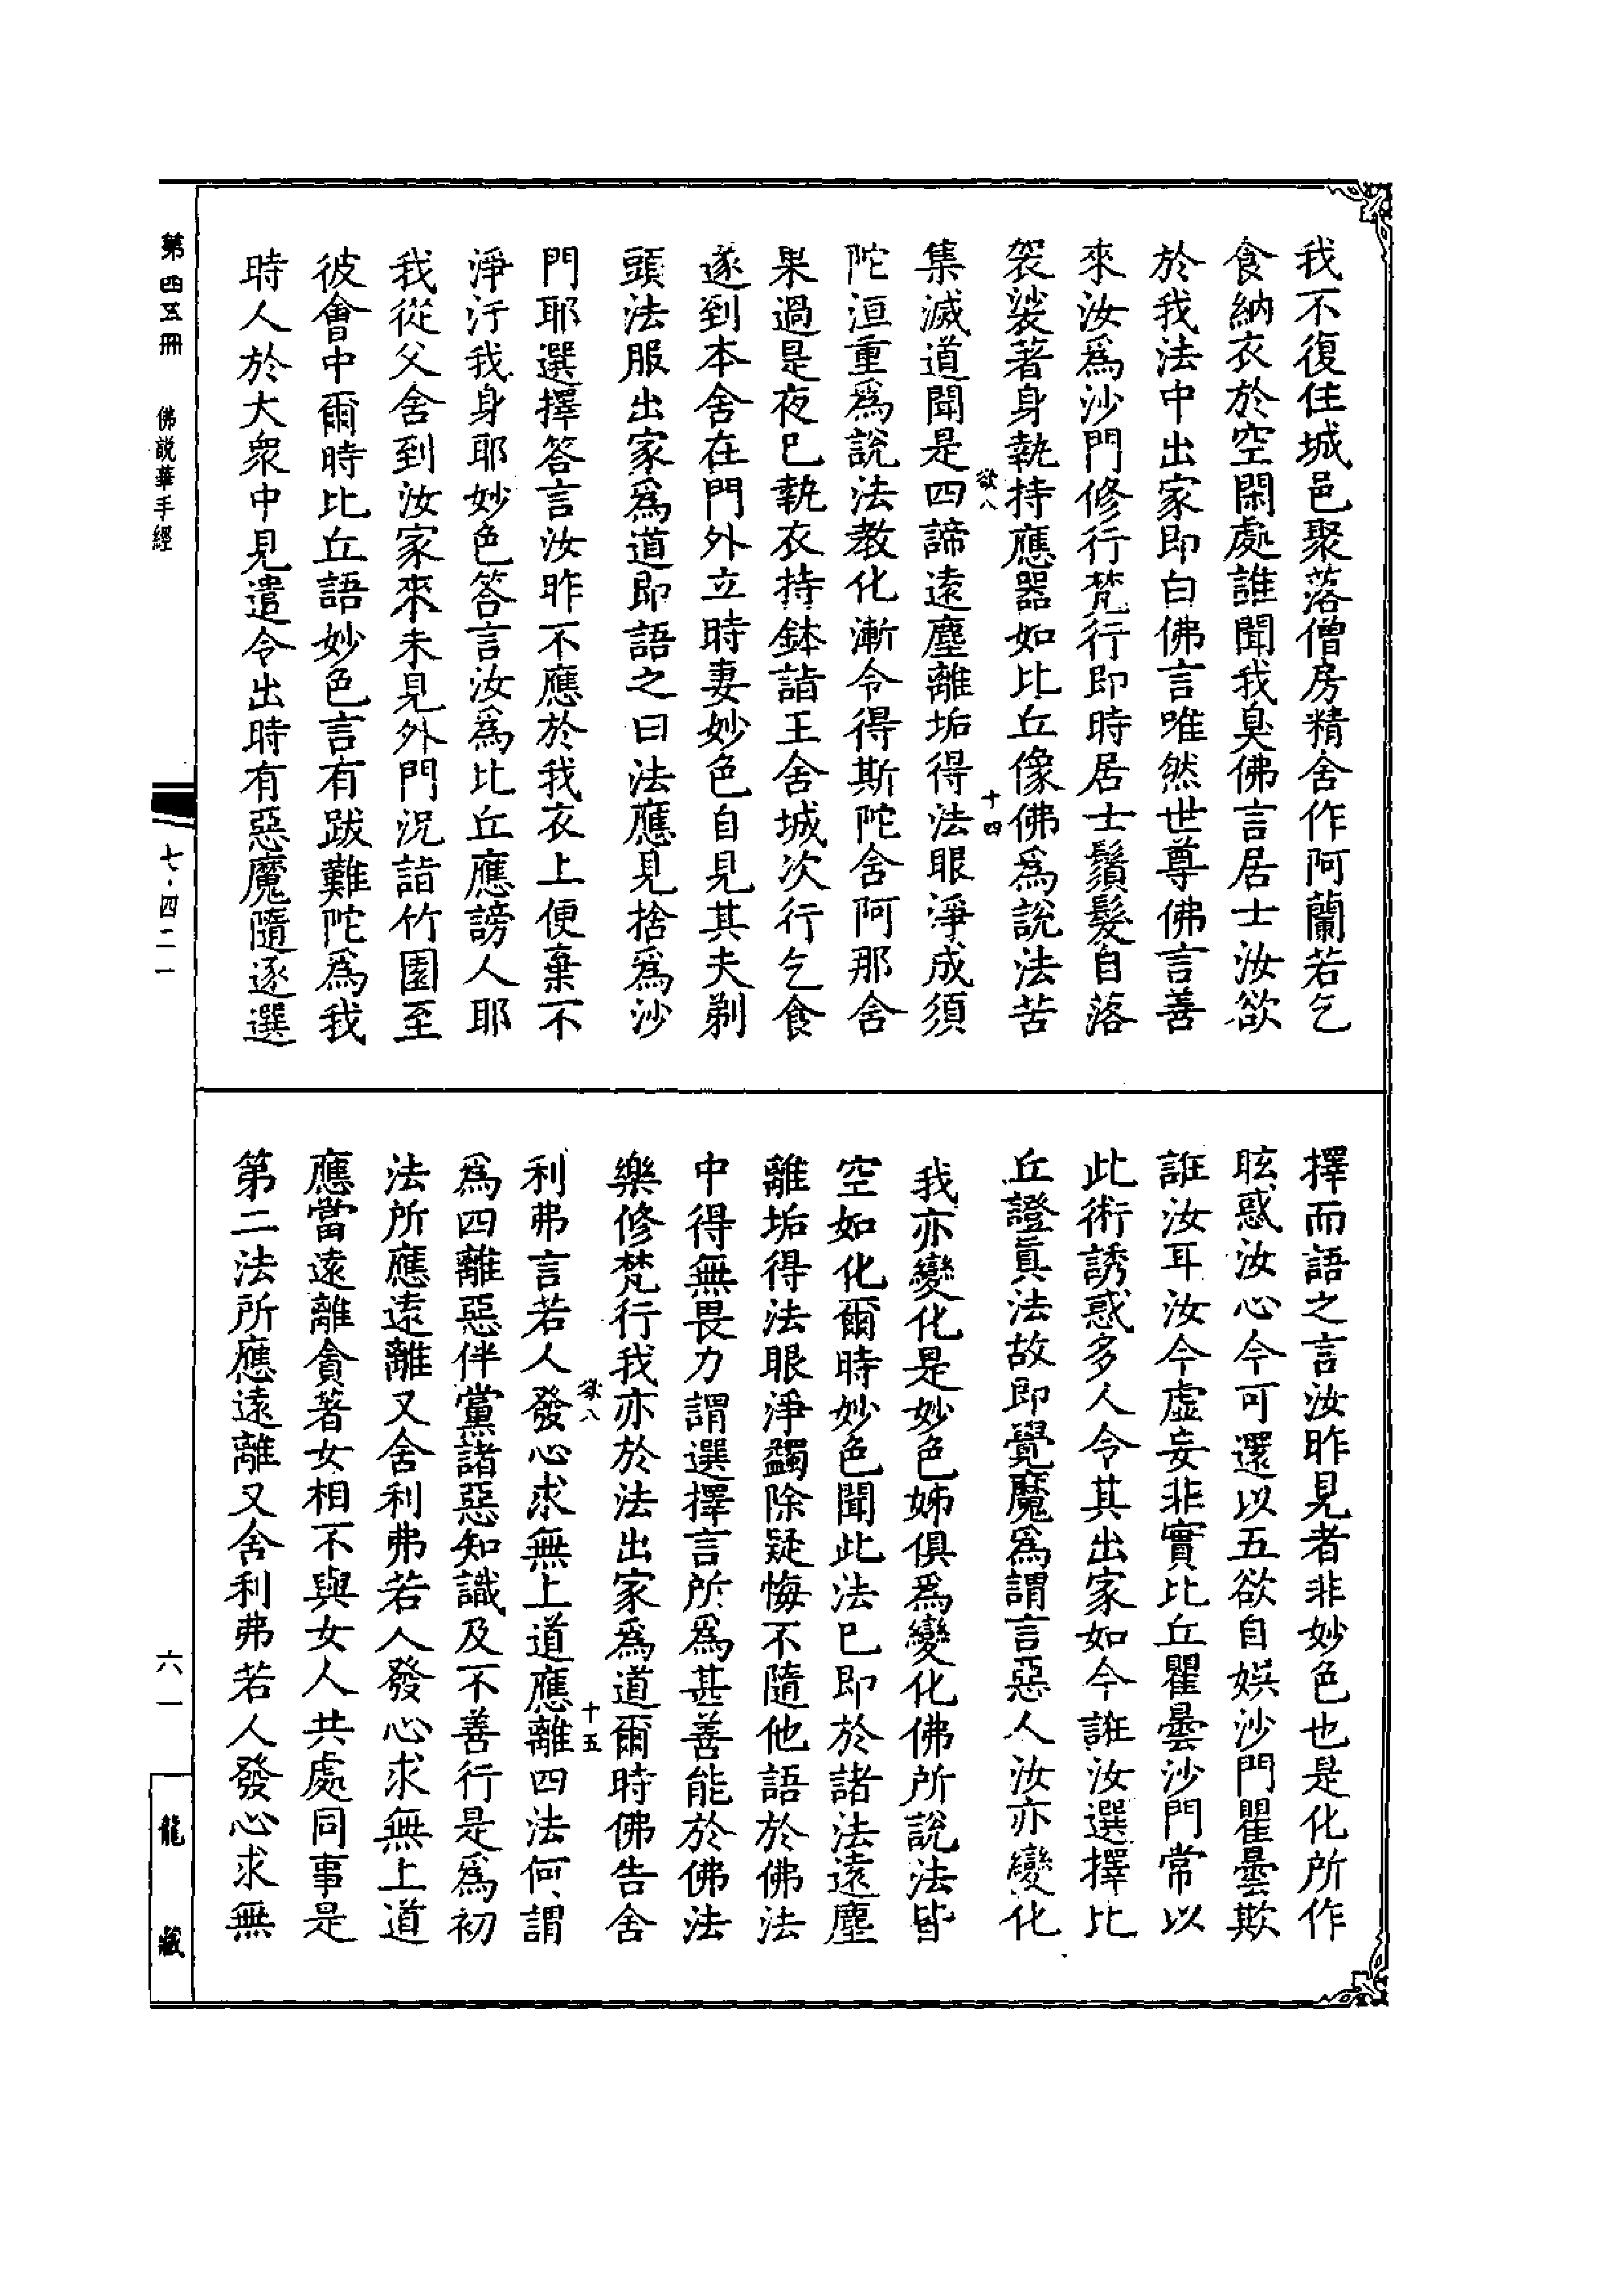 我不復住城邑聚落僧房精舍作阿蘭若乞
食納衣於空閑處誰聞我臭佛言居士汝欲
於我法中出家即白佛言唯然世尊佛言善
來汝爲沙門修行梵行即時居士鬚髮自落
袈裟著身執持應器如比丘像佛爲說法苦
欲八 十四
集滅道聞是四諦遠塵離垢得法眼淨成須
陀洹重爲說法教化漸令得斯陀舍阿那舍
果過是夜已執衣持鉢詣王舍城次行乞食
遂到本舍在門外立時妻妙色自見其夫剃
頭法服出家爲道即語之曰法應見捨爲沙
門耶選擇答言汝昨不應於我衣上便棄不
淨汙我身耶妙色答言汝爲比丘應謗人耶
我從父舍到汝家來未見外門況詣竹園至
彼會中爾時比丘語妙色言有跋難陀爲我
時人於大衆中見遣令出時有惡魔隨逐選
擇而語之言汝昨見者非妙色也是化所作
眩惑汝心今可還以五欲自娛沙門瞿曇欺
誑汝耳汝今虛妄非實比丘瞿曇沙門常以
此術誘惑多人令其出家如今誑汝選擇比
丘證眞法故即覺魔爲謂言惡人汝亦變化
我亦變化是妙色姊俱爲變化佛所說法皆
空如化爾時妙色聞此法已即於諸法遠塵
離垢得法眼淨蠲除疑悔不隨他語於佛法
中得無畏力謂選擇言所爲甚善能於佛法
樂修梵行我亦於法出家爲道爾時佛告舍
欲八 十五
利弗言若人發心求無上道應離四法何謂
爲四離惡伴黨諸惡知識及不善行是爲初
法所應遠離又舍利弗若人發心求無上道
應當遠離貪著女相不與女人共處同事是
第二法所應遠離又舍利弗若人發心求無
第四五冊 佛説華手經 七·四二一 六一 龍藏